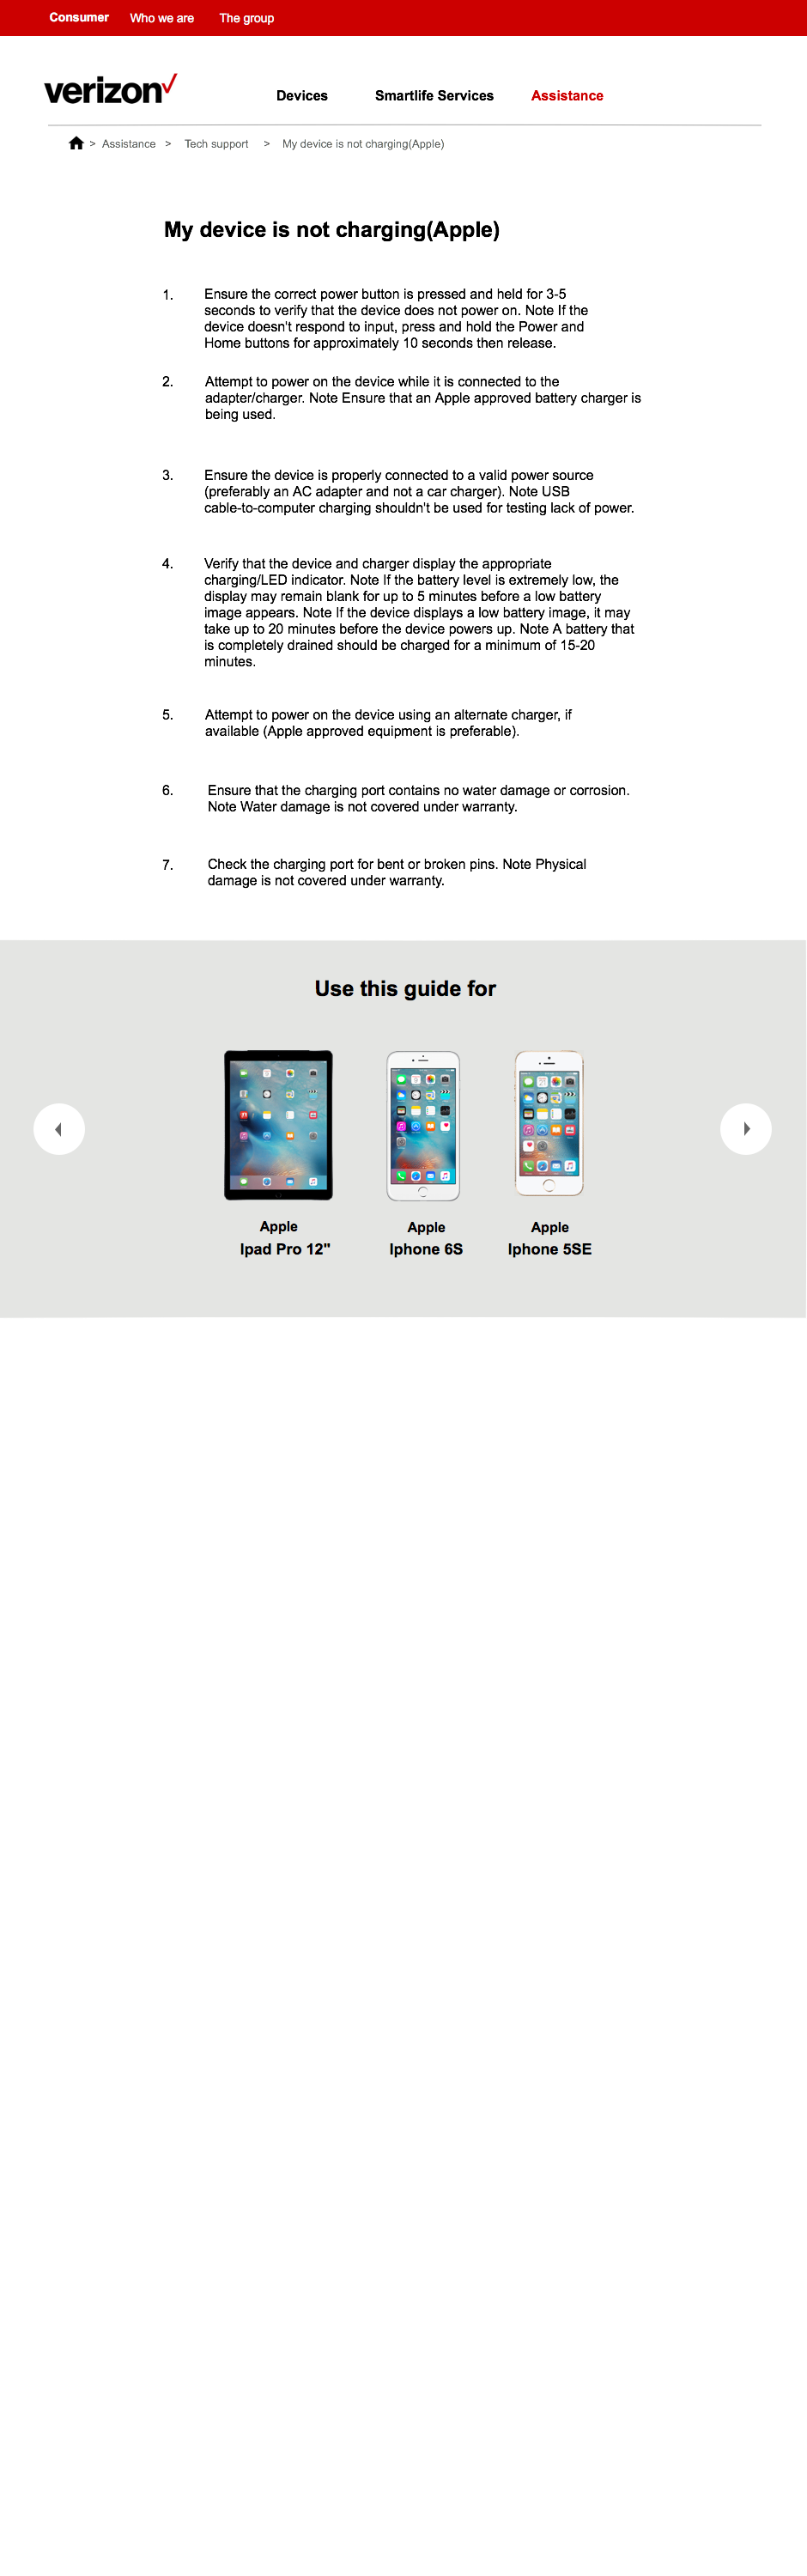 Consumer Who we are The group
verizon
Devices Smartlife Services Assistance
> Assistance > Tech support > My device is not charging(Apple)
My device is not charging(Apple)
1. Ensure the correct power button is pressed and held for 3-5
seconds to verify that the device does not power on. Note If the
device doesn't respond to input, press and hold the Power and
Home buttons for approximately 10 seconds then release.
2. Attempt to power on the device while it is connected to the
adapter/charger. Note Ensure that an Apple approved battery charger is
being used.
3. Ensure the device is properly connected to a valid power source
(preferably an AC adapter and not a car charger). Note USB
cable-to-computer charging shouldn't be used for testing lack of power.
4. Verify that the device and charger display the appropriate
charging/LED indicator. Note If the battery level is extremely low, the
display may remain blank for up to 5 minutes before a low battery
image appears. Note If the device displays a low battery image, it may
take up to 20 minutes before the device powers up. Note A battery that
is completely drained should be charged for a minimum of 15-20
minutes.
5. Attempt to power on the device using an alternate charger, if
available (Apple approved equipment is preferable).
6. Ensure that the charging port contains no water damage or corrosion.
Note Water damage is not covered under warranty.
7. Check the charging port for bent or broken pins. Note Physical
damage is not covered under warranty.
Use this guide for
Apple Apple Apple
Ipad Pro 12" Iphone 6S Iphone 5SE